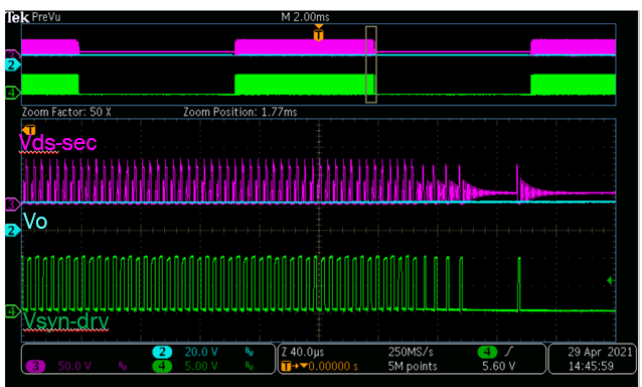 Tek PreVu M 2.00ms
T
2
4
Zoom Factor: 50 X Zoom Position: 1.77ms
T
Vds-sec
3
Vo
2
4
Vsyn-drv
2 20.0 V Z 40.0µs 250MS/s 4 29 Apr 2021
3 50.0 V 4 5.00 V T 0.00000 s 5M points 5.60 V 14:45:59